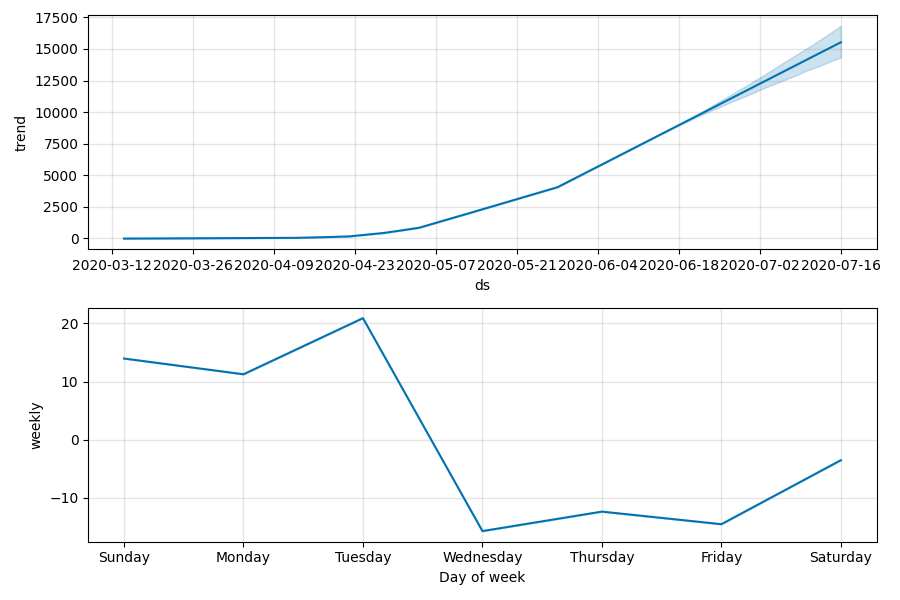 17500
15000
12500
10000
7500
5000
2500
0
trend
2020-03-12 2020-03-26 2020-04-09 2020-04-23 2020-05-07 2020-05-21 2020-06-04 2020-06-18 2020-07-02 2020-07-16
ds
20
10
0
−10
weekly
Sunday Monday Tuesday Wednesday Thursday Friday Saturday
Day of week